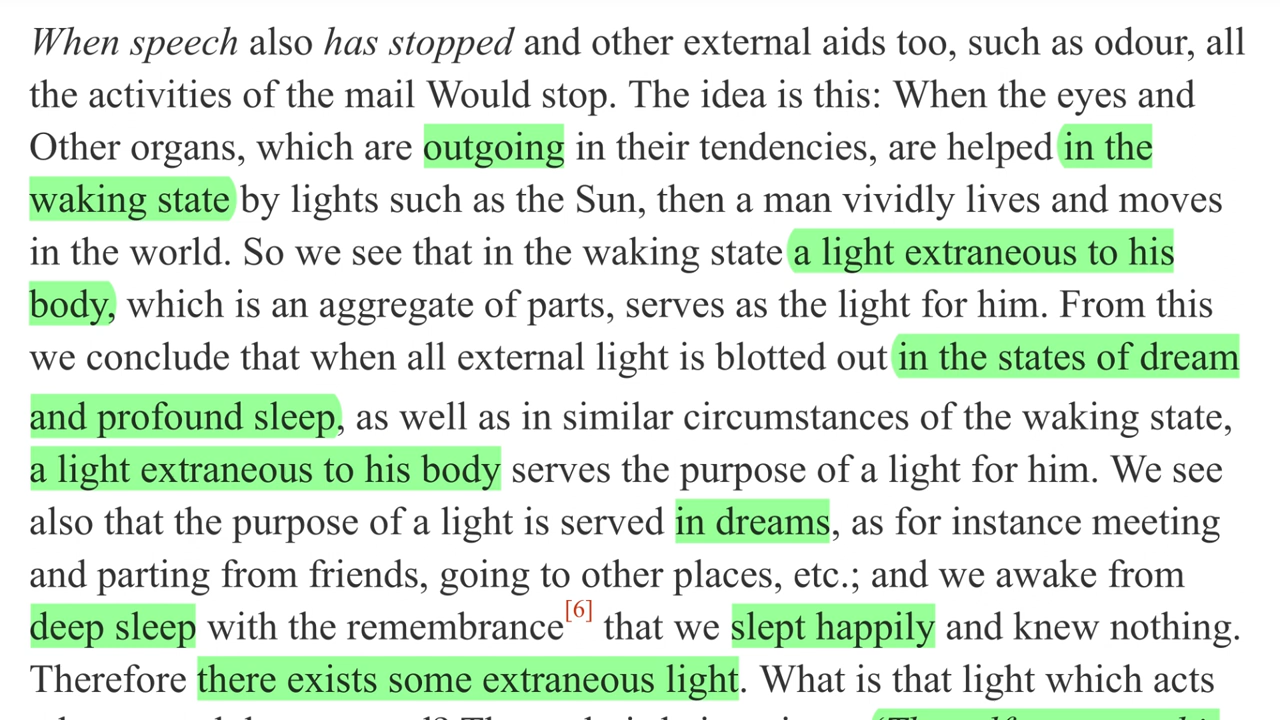 When speech also has stopped and other external aids too, such as odour, all
the activities of the mail Would stop. The idea is this: When the eyes and
Other organs, which are outgoing in their tendencies, are helped in the
waking state by lights such as the Sun, then a man vividly lives and moves
in the world. So we see that in the waking state a light extraneous to his
body, which is an aggregate of parts, serves as the light for him. From this
we conclude that when all external light is blotted out in the states of dream
and profound sleep, as well as in similar circumstances of the waking state,
a light extraneous to his body serves the purpose of a light for him. We see
also that the purpose of a light is served in dreams, as for instance meeting
and parting from friends, going to other places, etc.; and we awake from
deep sleep with the remembrance[6] that we slept happily and knew nothing.
Therefore there exists some extraneous light. What is that light which acts